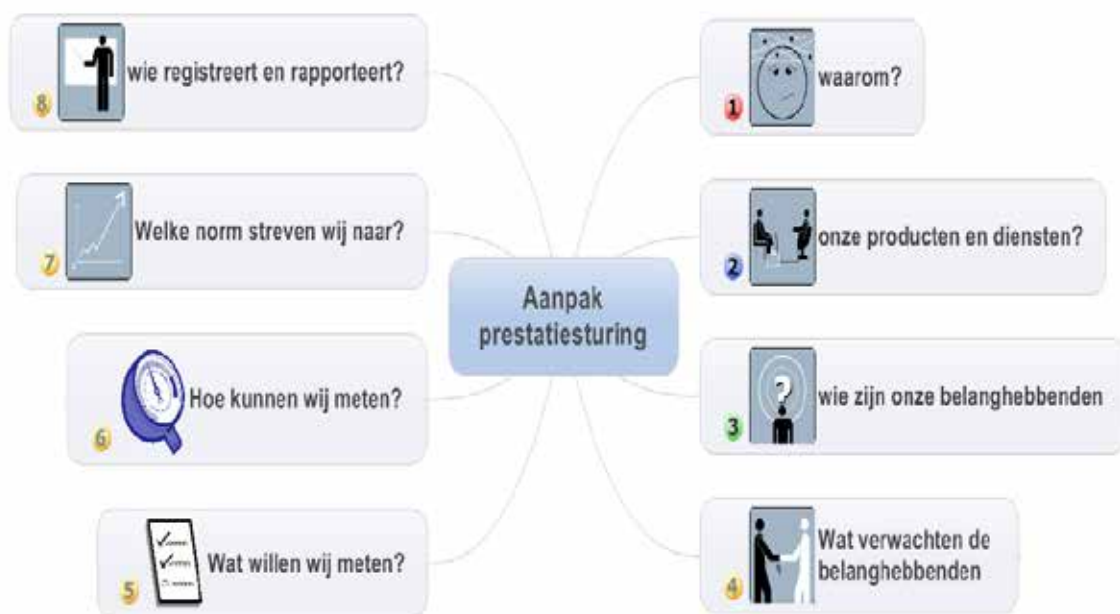 Aanpak
prestatiesturing
1
waarom?
2
onze producten en diensten?
3
wie zijn onze belanghebbenden
4
Wat verwachten de
belanghebbenden
5
Wat willen wij meten?
6
Hoe kunnen wij meten?
7
Welke norm streven wij naar?
8
wie registreert en rapporteert?
?